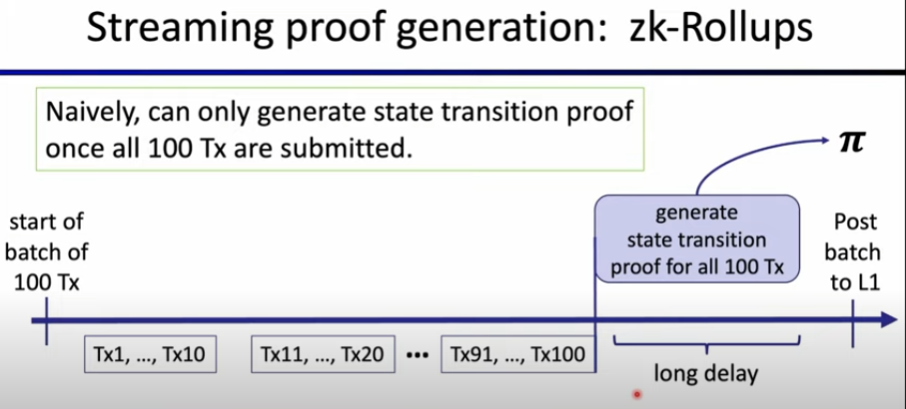 Streaming proof generation: zk-Rollups
Naively, can only generate state transition proof
once all 100 Tx are submitted.
π
start of
batch of
100 Tx
generate
state transition
proof for all 100 Tx
Post
batch
to L1
Tx1, ..., Tx10
Tx11, ..., Tx20
•••
Tx91, ..., Tx100
long delay